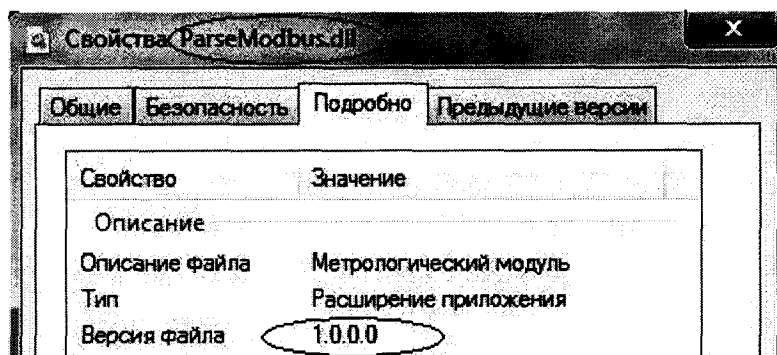 Свойства: ParseModbus.dll
Общие Безопасность Подробно Предыдущие версии
Свойство Значение
Описание
Описание файла Метрологический модуль
Тип Расширение приложения
Версия файла 1.0.0.0